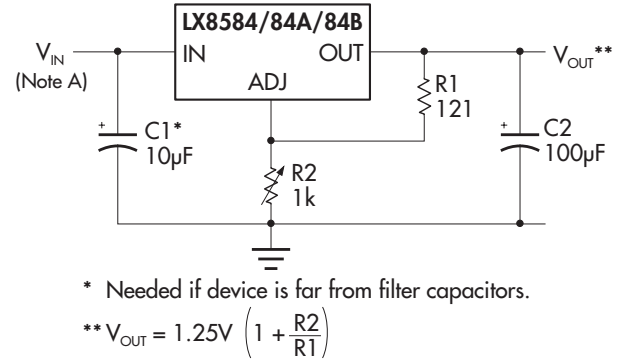 LX8584/84A/84B
V_IN IN OUT V_OUT**
(Note A) ADJ
R1
121
+ C1*
10µF
+ C2
100µF
R2
1k
* Needed if device is far from filter capacitors.
** V_OUT = 1.25V (1 + R2/R1)